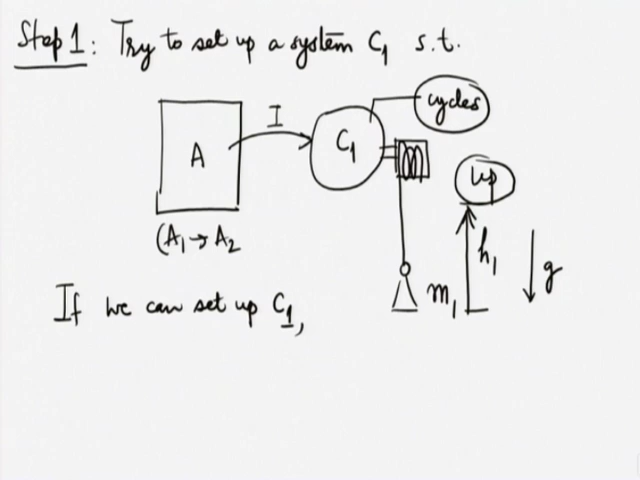 Step 1: Try to set up a system C1 s.t.
cycles
I
A
C1
up
(A1 → A2
h1
g
m1
If we can set up C1,